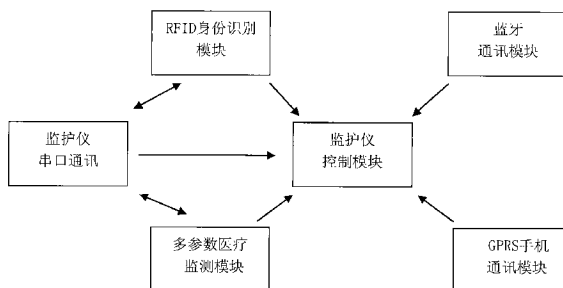 RFID身份识别
模块
蓝牙
通讯模块
监护仪
串口通讯
监护仪
控制模块
多参数医疗
监测模块
GPRS手机
通讯模块